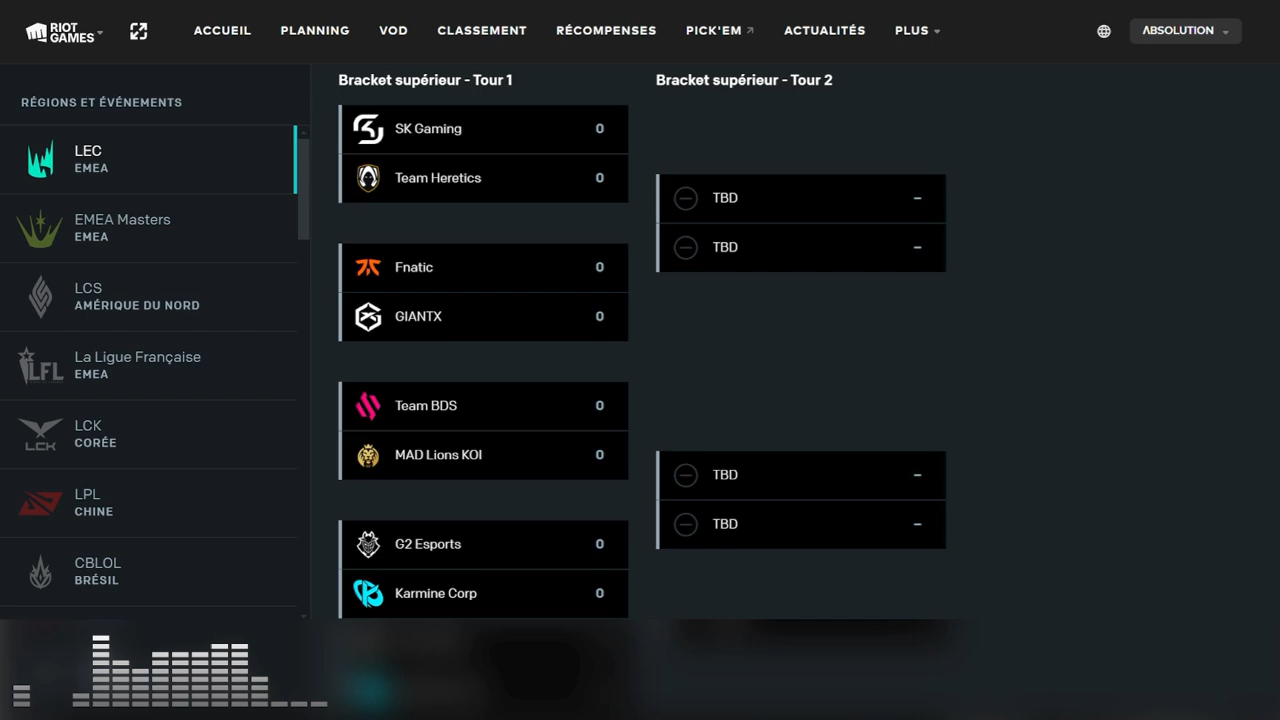 RIOT GAMES
ACCUEIL PLANNING VOD CLASSEMENT RÉCOMPENSES PICK'EM ACTUALITÉS PLUS
ABSOLUTION
RÉGIONS ET ÉVÉNEMENTS
LEC
EMEA
EMEA Masters
EMEA
LCS
AMÉRIQUE DU NORD
LFL
La Ligue Française
EMEA
LCK
LCK
CORÉE
LPL
CHINE
CBLOL
BRÉSIL
Bracket supérieur - Tour 1
SK Gaming 0
Team Heretics 0
Fnatic 0
GIANTX 0
Team BDS 0
MAD Lions KOI 0
G2 Esports 0
Karmine Corp 0
Bracket supérieur - Tour 2
TBD –
TBD –
TBD –
TBD –